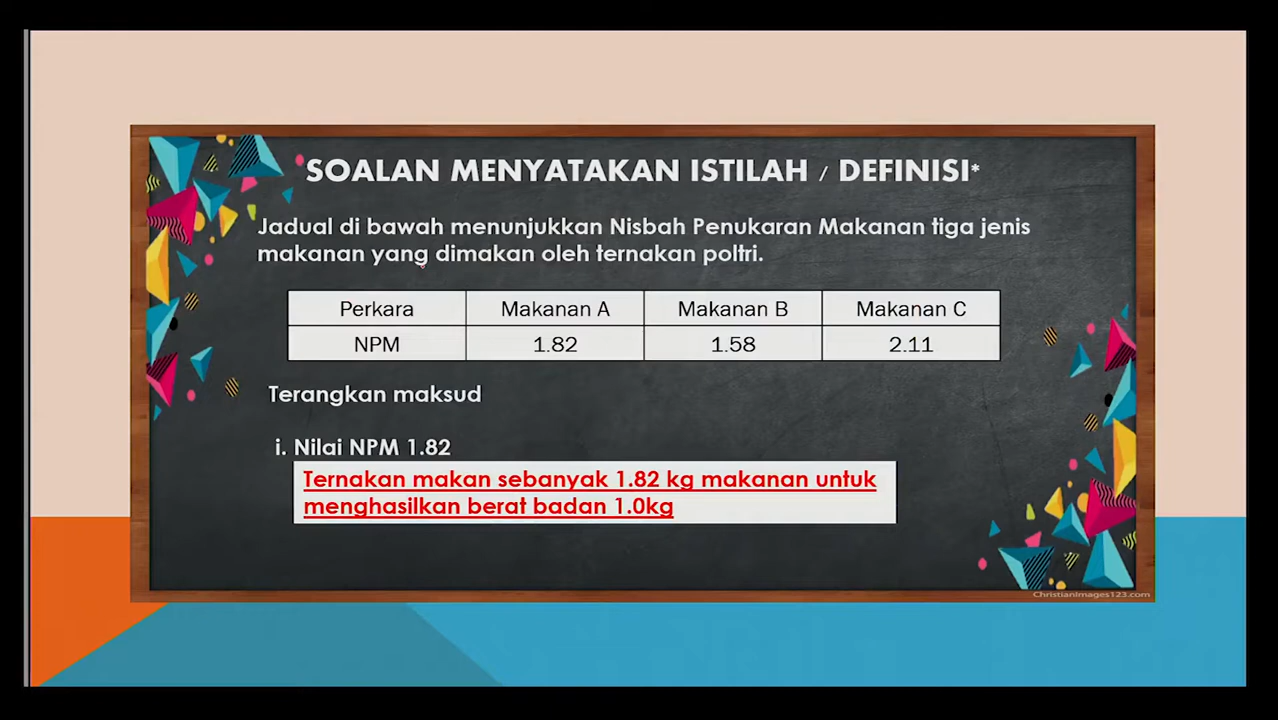 SOALAN MENYATAKAN ISTILAH / DEFINISI*
Jadual di bawah menunjukkan Nisbah Penukaran Makanan tiga jenis
makanan yang dimakan oleh ternakan poltri.
Perkara Makanan A Makanan B Makanan C
NPM 1.82 1.58 2.11
Terangkan maksud
i. Nilai NPM 1.82
Ternakan makan sebanyak 1.82 kg makanan untuk
menghasilkan berat badan 1.0kg
ChristianImages123.com